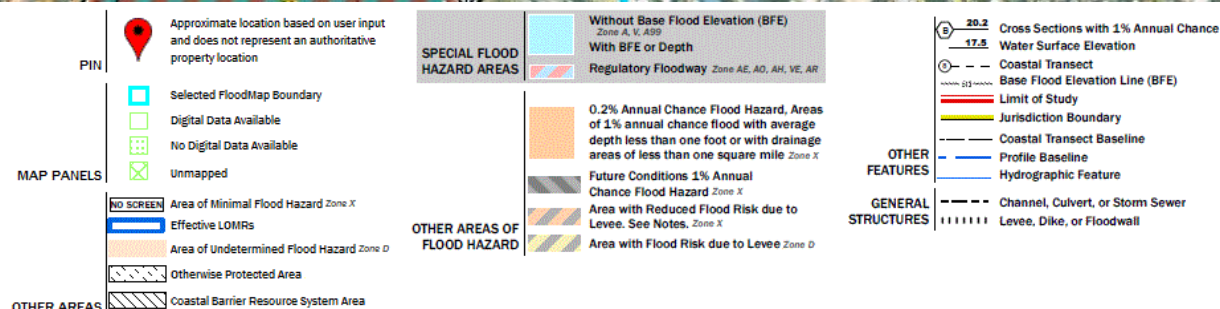 PIN
Approximate location based on user input
and does not represent an authoritative
property location
MAP PANELS
Selected FloodMap Boundary
Digital Data Available
No Digital Data Available
Unmapped
OTHER AREAS
NO SCREEN Area of Minimal Flood Hazard Zone X
Effective LOMRs
Area of Undetermined Flood Hazard Zone D
Otherwise Protected Area
Coastal Barrier Resource System Area
SPECIAL FLOOD
HAZARD AREAS
Without Base Flood Elevation (BFE)
Zone A, V, A99
With BFE or Depth
Regulatory Floodway Zone AE, AO, AH, VE, AR
OTHER AREAS OF
FLOOD HAZARD
0.2% Annual Chance Flood Hazard, Areas
of 1% annual chance flood with average
depth less than one foot or with drainage
areas of less than one square mile Zone X
Future Conditions 1% Annual
Chance Flood Hazard Zone X
Area with Reduced Flood Risk due to
Levee. See Notes. Zone X
Area with Flood Risk due to Levee Zone D
OTHER
FEATURES
B 20.2 Cross Sections with 1% Annual Chance
17.5 Water Surface Elevation
8 Coastal Transect
513 Base Flood Elevation Line (BFE)
Limit of Study
Jurisdiction Boundary
Coastal Transect Baseline
Profile Baseline
Hydrographic Feature
GENERAL
STRUCTURES
Channel, Culvert, or Storm Sewer
Levee, Dike, or Floodwall